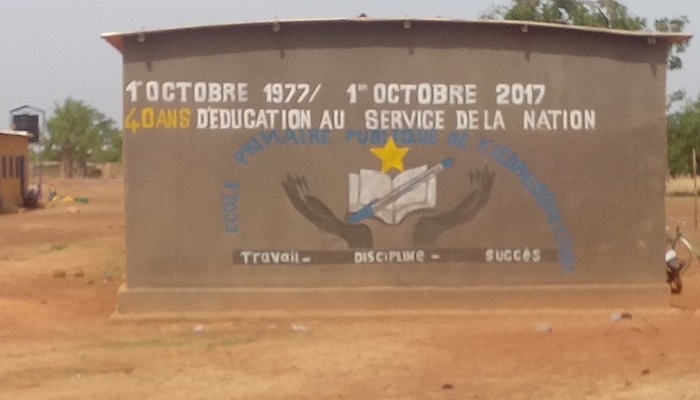 1er OCTOBRE 1977/ 1er OCTOBRE 2017
40ANS D'EDUCATION AU SERVICE DE LA NATION
ECOLE PRIMAIRE PUBLIQUE DE
Travail- DISCIPLINE- SUCCÈS